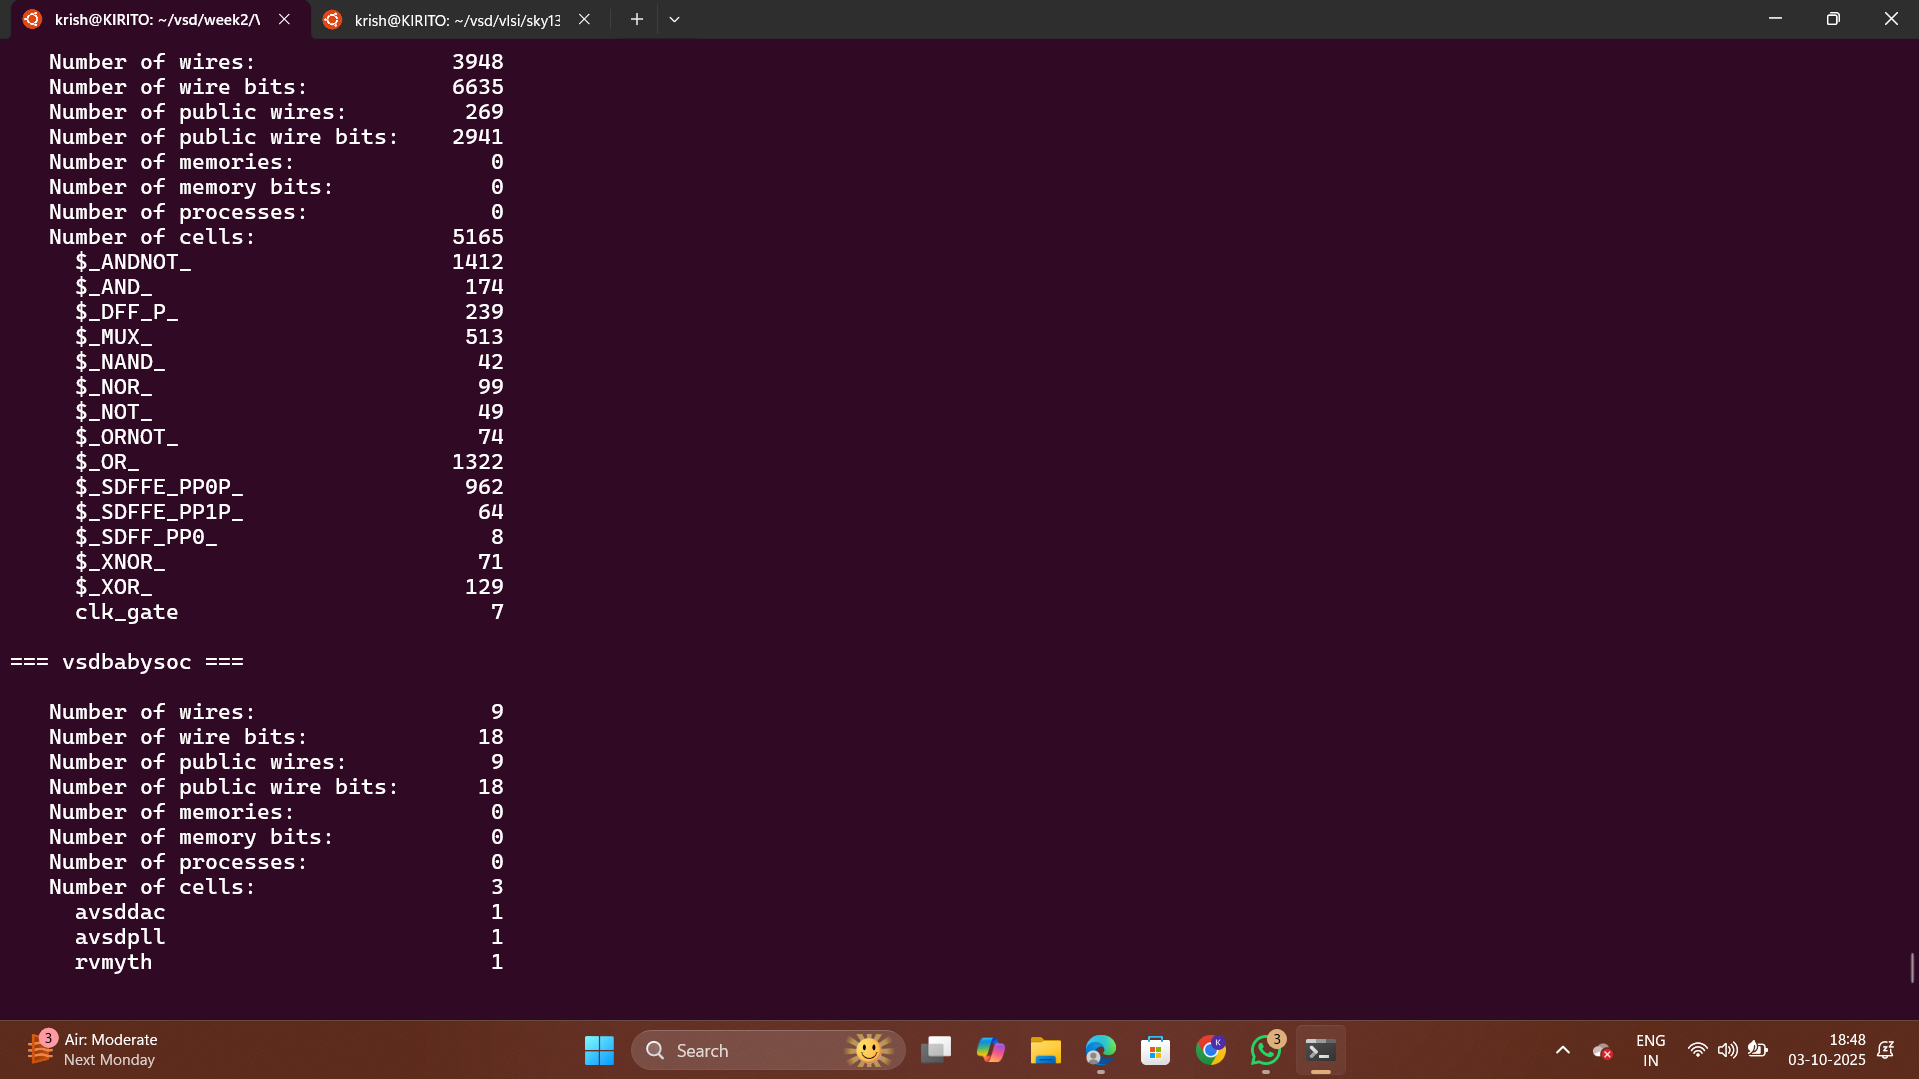 krish@KIRITO: ~/vsd/week2/V
krish@KIRITO: ~/vsd/vlsi/sky13
Number of wires: 3948
Number of wire bits: 6635
Number of public wires: 269
Number of public wire bits: 2941
Number of memories: 0
Number of memory bits: 0
Number of processes: 0
Number of cells: 5165
$_ANDNOT_ 1412
$_AND_ 174
$_DFF_P_ 239
$_MUX_ 513
$_NAND_ 42
$_NOR_ 99
$_NOT_ 49
$_ORNOT_ 74
$_OR_ 1322
$_SDFFE_PP0P_ 962
$_SDFFE_PP1P_ 64
$_SDFF_PP0_ 8
$_XNOR_ 71
$_XOR_ 129
clk_gate 7
=== vsdbabysoc ===
Number of wires: 9
Number of wire bits: 18
Number of public wires: 9
Number of public wire bits: 18
Number of memories: 0
Number of memory bits: 0
Number of processes: 0
Number of cells: 3
avsddac 1
avsdpll 1
rvmyth 1
3
Air: Moderate
Next Monday
Search
K
3
ENG
IN
18:48
03-10-2025